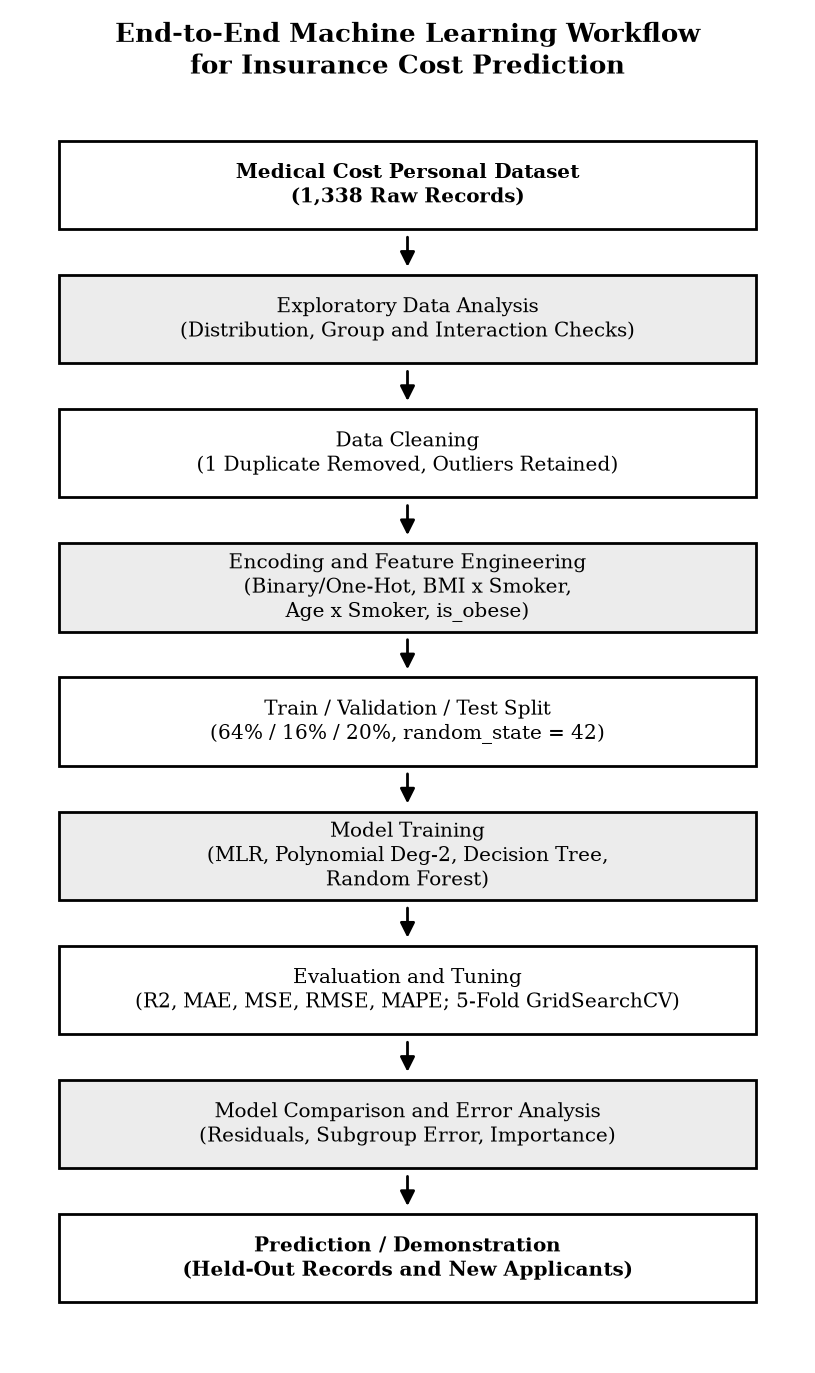 End-to-End Machine Learning Workflow
for Insurance Cost Prediction
Medical Cost Personal Dataset
(1,338 Raw Records)
Exploratory Data Analysis
(Distribution, Group and Interaction Checks)
Data Cleaning
(1 Duplicate Removed, Outliers Retained)
Encoding and Feature Engineering
(Binary/One-Hot, BMI x Smoker,
Age x Smoker, is_obese)
Train / Validation / Test Split
(64% / 16% / 20%, random_state = 42)
Model Training
(MLR, Polynomial Deg-2, Decision Tree,
Random Forest)
Evaluation and Tuning
(R2, MAE, MSE, RMSE, MAPE; 5-Fold GridSearchCV)
Model Comparison and Error Analysis
(Residuals, Subgroup Error, Importance)
Prediction / Demonstration
(Held-Out Records and New Applicants)